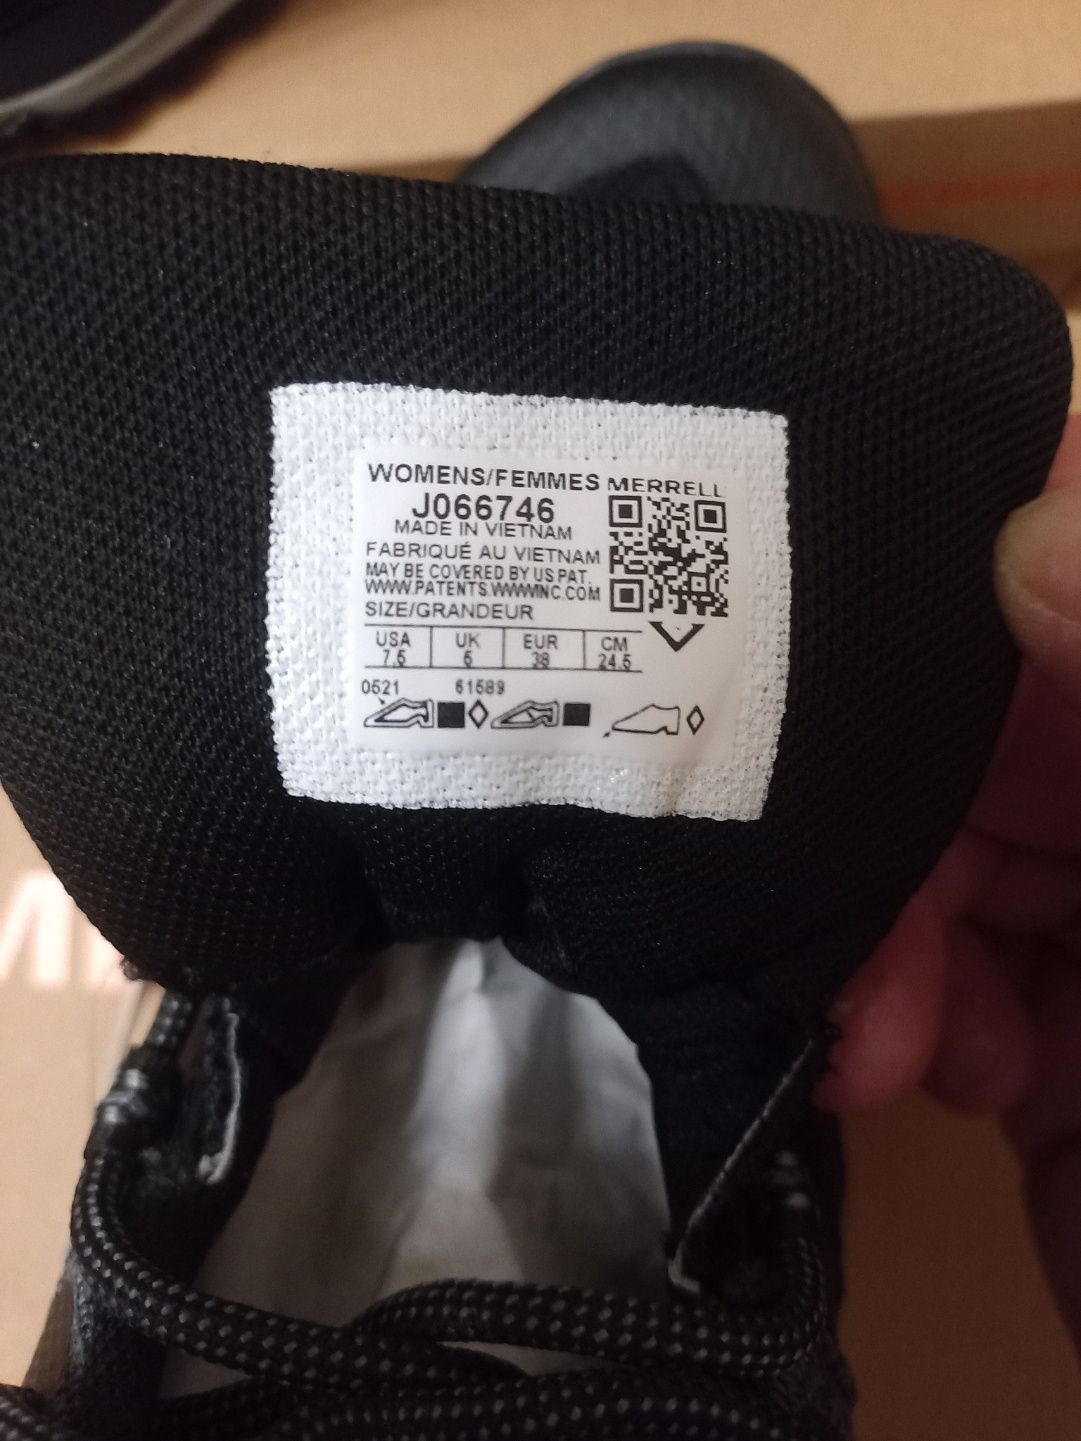 WOMENS/FEMMES MERRELL
J066746
MADE IN VIETNAM
FABRIQUÉ AU VIETNAM
MAY BE COVERED BY US PAT.
WWW.PATENTS.WWWINC.COM
SIZE/GRANDEUR
USA UK EUR CM
7.5 5 38 24.5
0521 61589